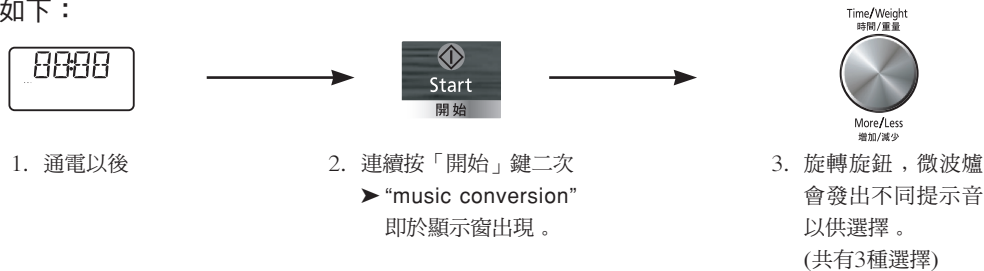 如下：
88:88
Start
開始
Time/Weight
時間/重量
More/Less
增加/減少
1. 通電以後
2. 連續按「開始」鍵二次
➤ “music conversion”
即於顯示窗出現。
3. 旋轉旋鈕，微波爐
會發出不同提示音
以供選擇。
(共有3種選擇)